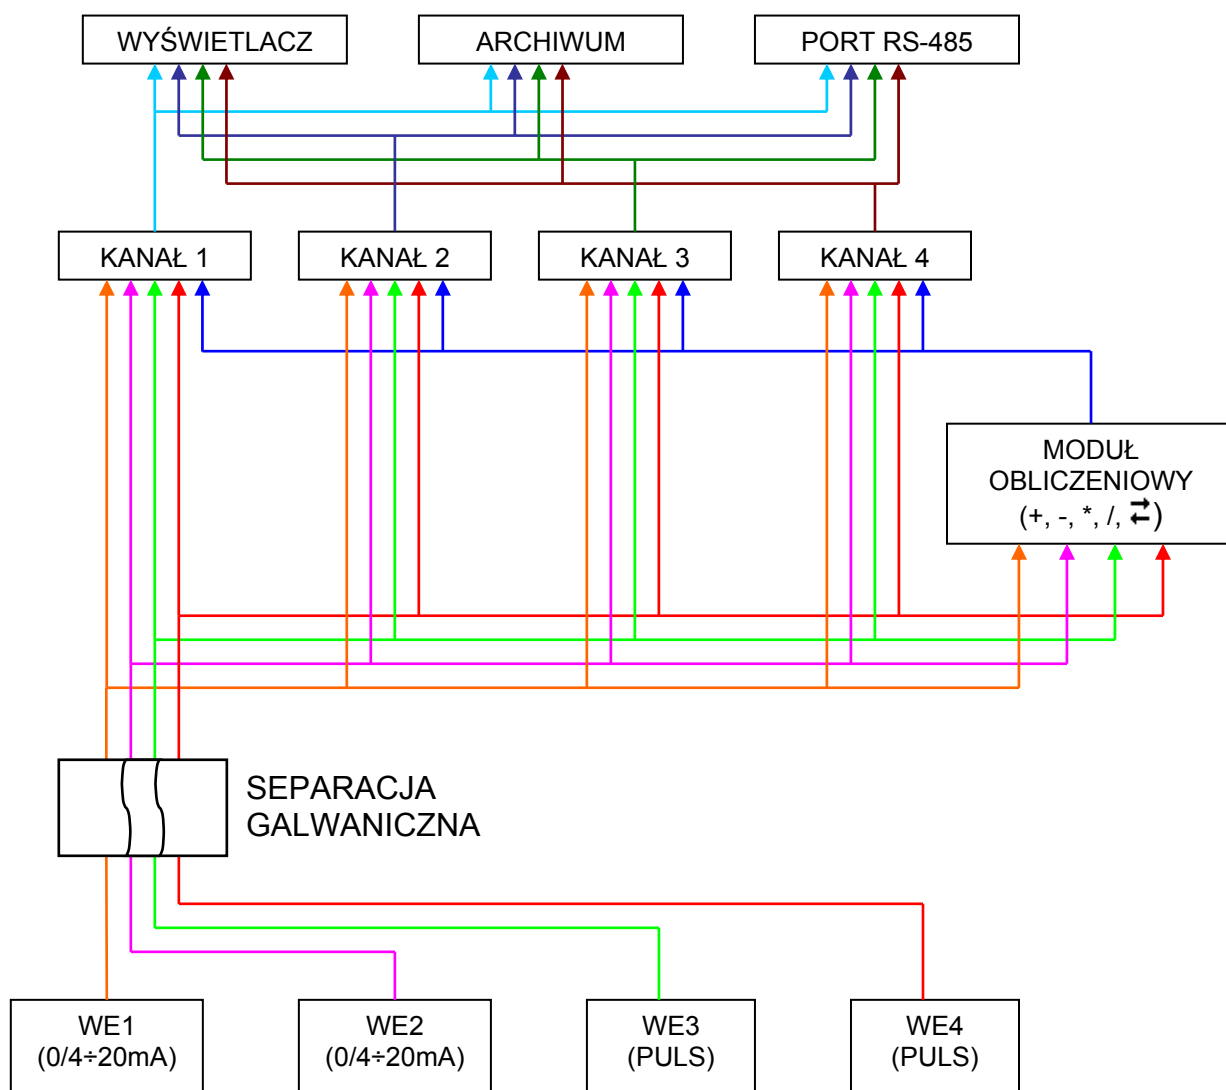 WYŚWIETLACZ
ARCHIWUM
PORT RS-485
KANAŁ 1
KANAŁ 2
KANAŁ 3
KANAŁ 4
MODUŁ
OBLICZENIOWY
(+, -, *, /, ⇄)
SEPARACJA
GALWANICZNA
WE1
(0/4÷20mA)
WE2
(0/4÷20mA)
WE3
(PULS)
WE4
(PULS)